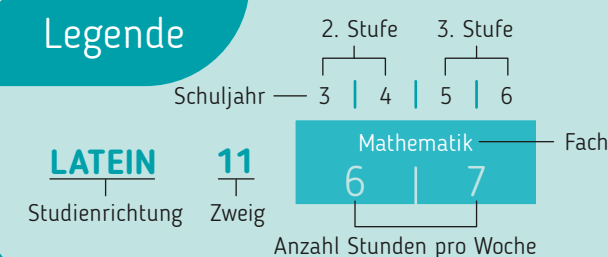 Legende
2. Stufe 3. Stufe
Schuljahr 3 | 4 | 5 | 6
Mathematik Fach
LATEIN 11 6 | 7
Studienrichtung Zweig
Anzahl Stunden pro Woche